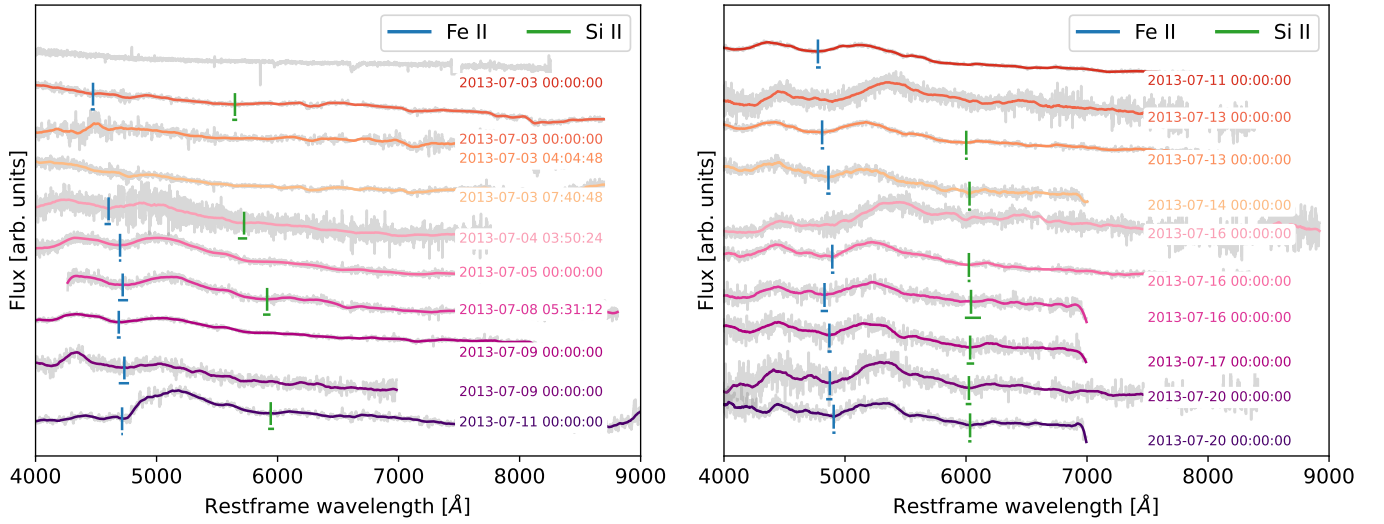 Fe II Si II
2013-07-03 00:00:00
2013-07-03 00:00:00
2013-07-03 04:04:48
2013-07-03 07:40:48
2013-07-04 03:50:24
2013-07-05 00:00:00
2013-07-08 05:31:12
2013-07-09 00:00:00
2013-07-09 00:00:00
2013-07-11 00:00:00
Flux [arb. units]
4000 5000 6000 7000 8000 9000
Restframe wavelength [Å]
Fe II Si II
2013-07-11 00:00:00
2013-07-13 00:00:00
2013-07-13 00:00:00
2013-07-14 00:00:00
2013-07-16 00:00:00
2013-07-16 00:00:00
2013-07-16 00:00:00
2013-07-17 00:00:00
2013-07-20 00:00:00
2013-07-20 00:00:00
Flux [arb. units]
4000 5000 6000 7000 8000 9000
Restframe wavelength [Å]